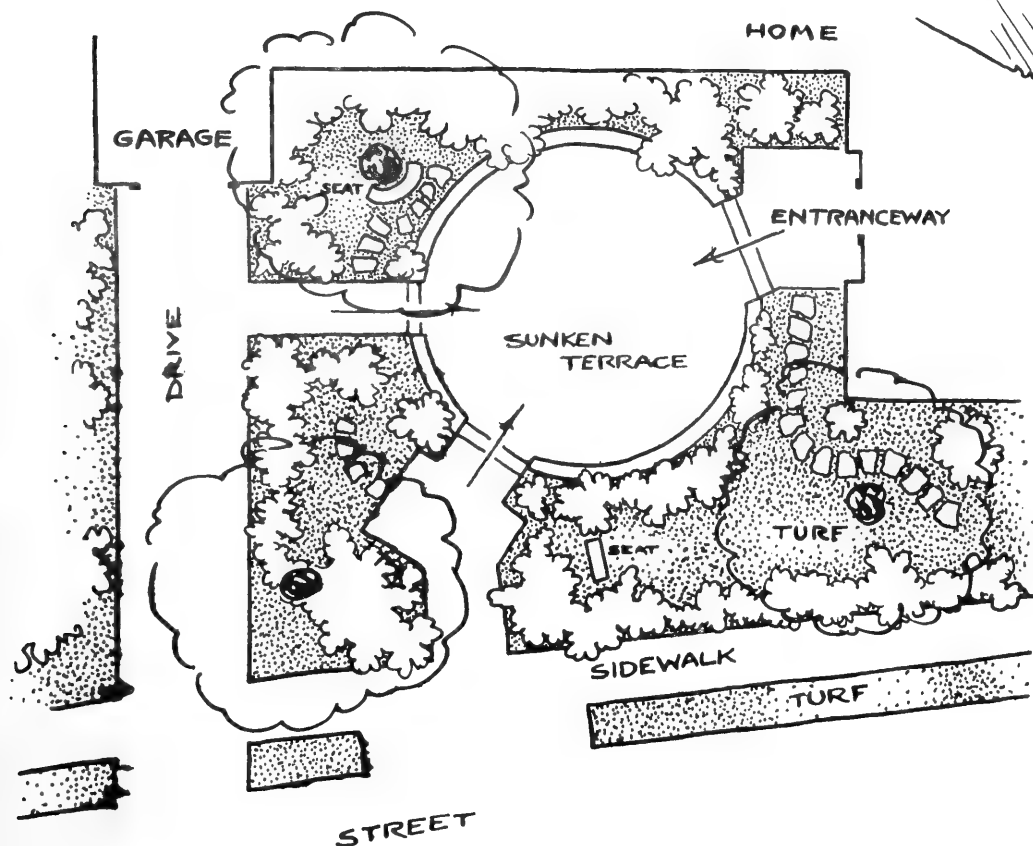 HOME
GARAGE
SEAT
ENTRANCEWAY
DRIVE
SUNKEN
TERRACE
TURF
SEAT
SIDEWALK
TURF
STREET